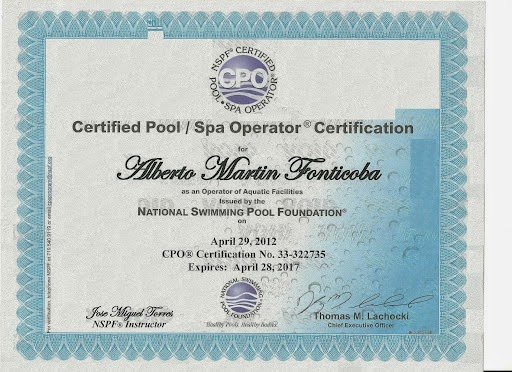 NSPF® CERTIFIED
GPO
POOL • SPA OPERATOR
Certified Pool / Spa Operator® Certification
for
Alberto Martin Fonticoba
as an Operator of Aquatic Facilities
Issued by the
NATIONAL SWIMMING POOL FOUNDATION®
on
April 29, 2012
CPO® Certification No. 33-322735
Expires: April 28, 2017
NATIONAL SWIMMING
POOL FOUNDATION
Jose Miguel Torres
NSPF® Instructor
Healthy Pools. Healthy Bodies.
Thomas M. Lachocki
Chief Executive Officer